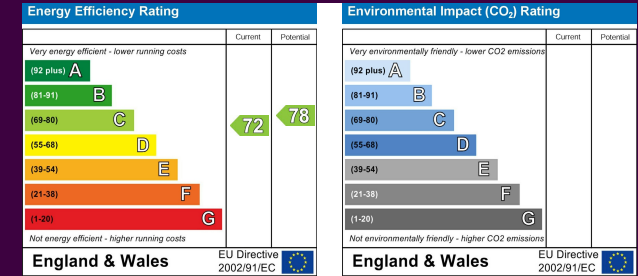 Energy Efficiency Rating
Current Potential
Very energy efficient - lower running costs
(92 plus) A
(81-91) B
(69-80) C
(55-68) D
(39-54) E
(21-38) F
(1-20) G
72
78
Not energy efficient - higher running costs
England & Wales
EU Directive
2002/91/EC
Environmental Impact (CO₂) Rating
Current Potential
Very environmentally friendly - lower CO2 emissions
(92 plus) A
(81-91) B
(69-80) C
(55-68) D
(39-54) E
(21-38) F
(1-20) G
Not environmentally friendly - higher CO2 emissions
England & Wales
EU Directive
2002/91/EC